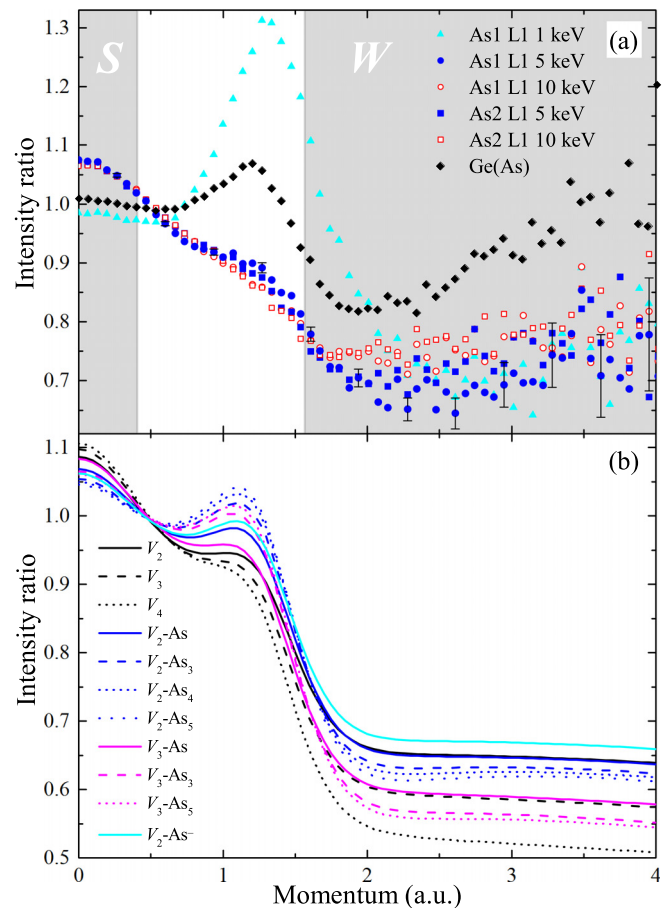 1.3
1.2
1.1
1.0
0.9
0.8
0.7
Intensity ratio
S
W
(a)
As1 L1 1 keV
As1 L1 5 keV
As1 L1 10 keV
As2 L1 5 keV
As2 L1 10 keV
Ge(As)
1.1
1.0
0.9
0.8
0.7
0.6
0.5
Intensity ratio
(b)
V₂
V₃
V₄
V₂-As
V₂-As₃
V₂-As₄
V₂-As₅
V₃-As
V₃-As₃
V₃-As₅
V₂-As⁻
0 1 2 3 4
Momentum (a.u.)